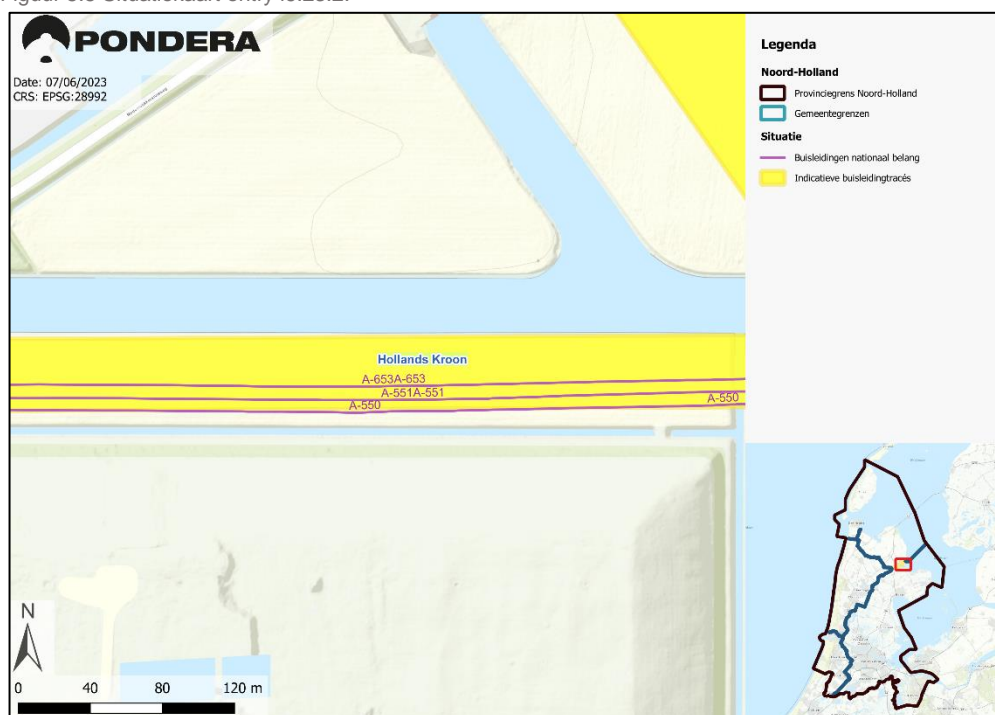 PONDERA
Date: 07/06/2023
CRS: EPSG:28992
Hollands Kroon
A-653A-653
A-551A-551
A-550
A-550
N
0 40 80 120 m
Legenda
Noord-Holland
Provinciegrens Noord-Holland
Gemeentegrenzen
Situatie
Buisleidingen nationaal belang
Indicatieve buisleidingtracés